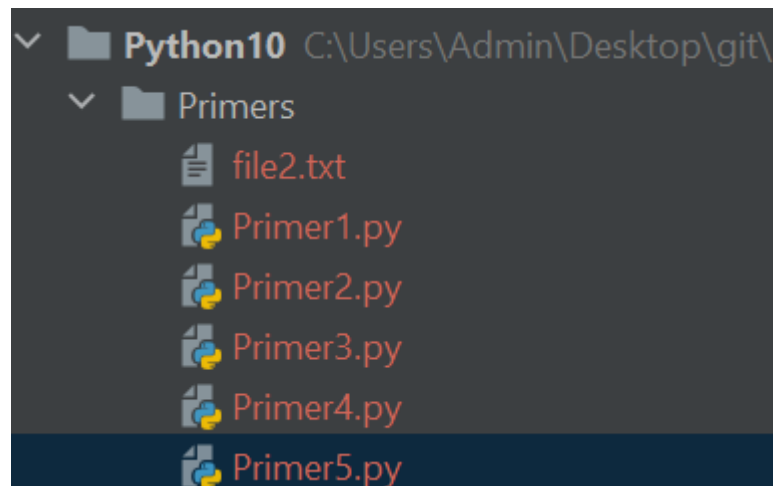 Python10 C:\Users\Admin\Desktop\git\
Primers
file2.txt
Primer1.py
Primer2.py
Primer3.py
Primer4.py
Primer5.py